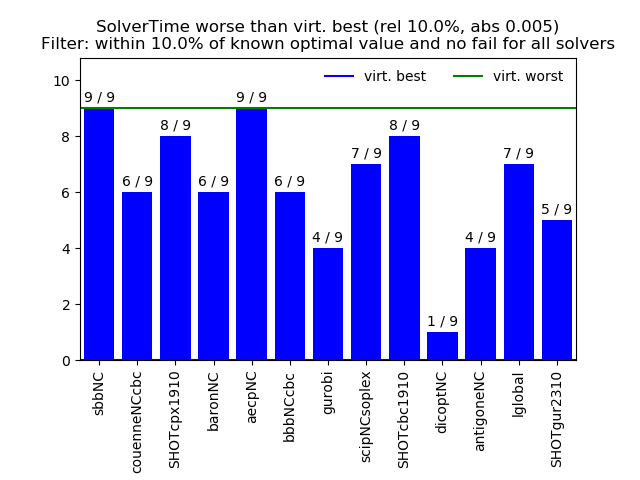 SolverTime worse than virt. best (rel 10.0%, abs 0.005)
Filter: within 10.0% of known optimal value and no fail for all solvers
virt. best
virt. worst
10
8
6
4
2
0
9 / 9
6 / 9
8 / 9
6 / 9
9 / 9
6 / 9
4 / 9
7 / 9
8 / 9
1 / 9
4 / 9
7 / 9
5 / 9
sbbNC
couenneNCcbc
SHOTcpx1910
baronNC
aecpNC
bbbNCcbc
gurobi
scipNCsoplex
SHOTcbc1910
dicoptNC
antigoneNC
lglobal
SHOTgur2310